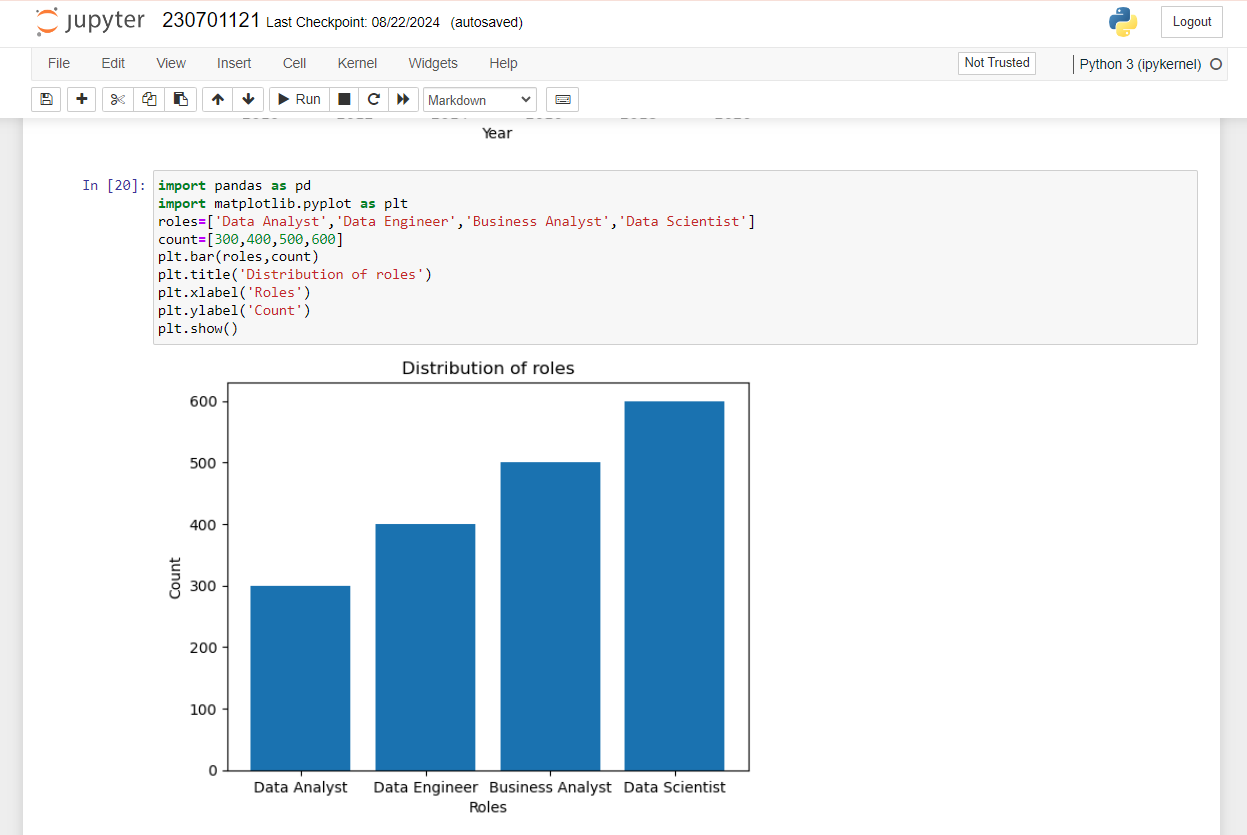 jupyter 230701121 Last Checkpoint: 08/22/2024 (autosaved) Logout
File Edit View Insert Cell Kernel Widgets Help Not Trusted Python 3 (ipykernel)
Run Markdown
Year
In [20]: import pandas as pd
import matplotlib.pyplot as plt
roles=['Data Analyst','Data Engineer','Business Analyst','Data Scientist']
count=[300,400,500,600]
plt.bar(roles,count)
plt.title('Distribution of roles')
plt.xlabel('Roles')
plt.ylabel('Count')
plt.show()
Distribution of roles
600
500
400
Count
300
200
100
0
Data Analyst Data Engineer Business Analyst Data Scientist
Roles